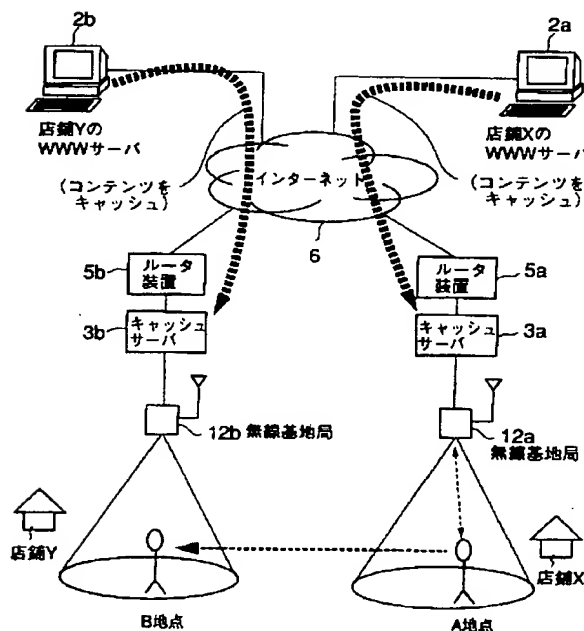 2b
2a
店舗Yの
WWWサーバ
店舗Xの
WWWサーバ
(コンテンツを
キャッシュ)
インターネット
(コンテンツを
キャッシュ)
6
5b
ルータ
装置
ルータ
装置
5a
3b
キャッシュ
サーバ
キャッシュ
サーバ
3a
12b 無線基地局
12a
無線基地局
店舗Y
店舗X
B地点
A地点